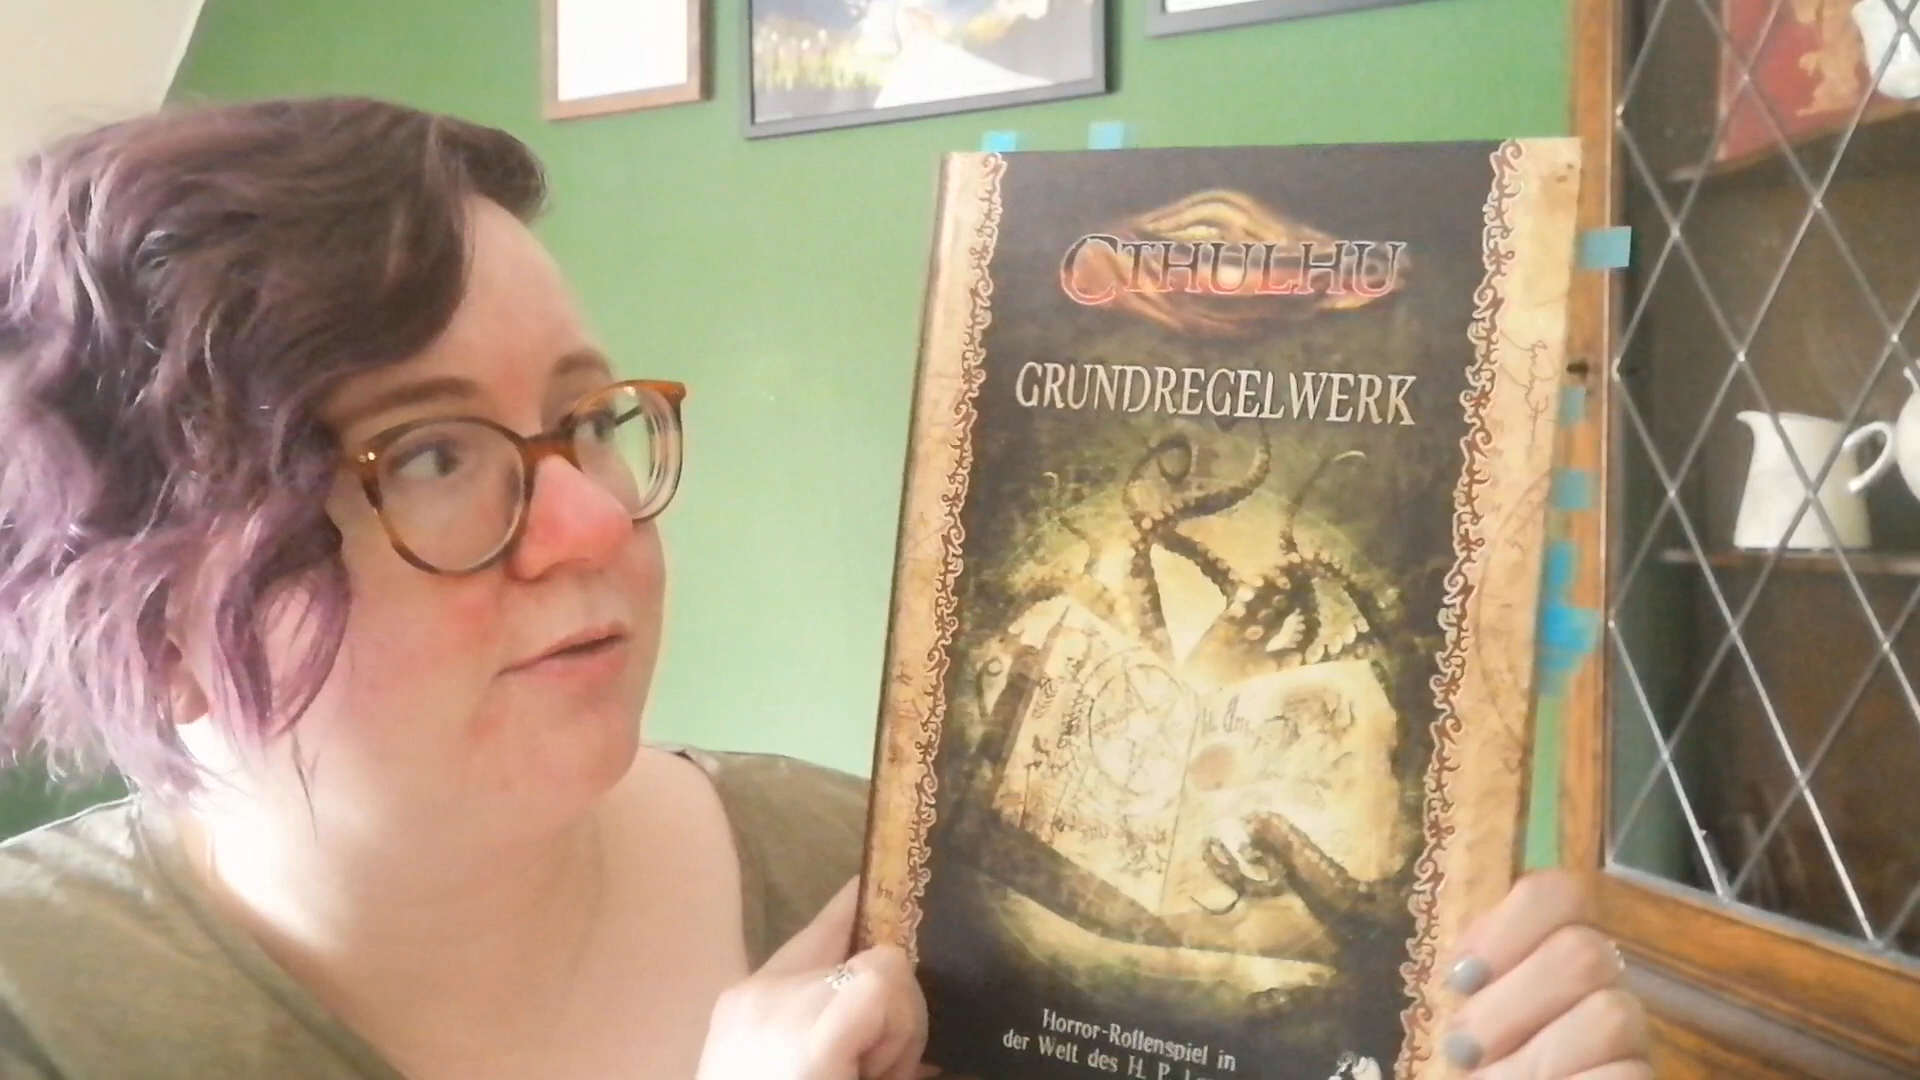 CTHULHU
GRUNDREGELWERK
Horror-Rollenspiel in
der Welt des H. P.